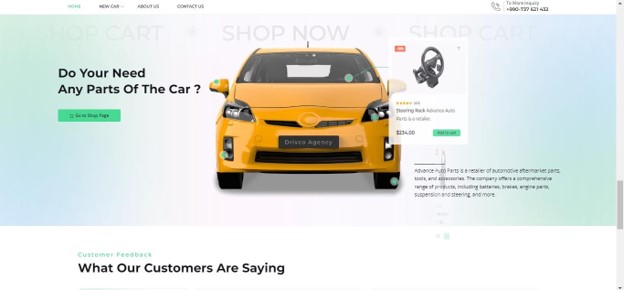 HOME
NEW CAR
ABOUT US
CONTACT US
To More Inquiry
+990-737 621 432
SHOP CART
SHOP NOW
SHOP CART
Do Your Need
Any Parts Of The Car ?
Go to Shop Page
Drivco Agency
Steering Rack Advance Auto
Parts is a retailer.
$234.00
Add to cart
Advance Auto Parts is a retailer of automotive aftermarket parts,
tools, and accessories. The company offers a comprehensive
range of products, including batteries, brakes, engine parts,
suspension and steering, and more.
Customer Feedback
What Our Customers Are Saying